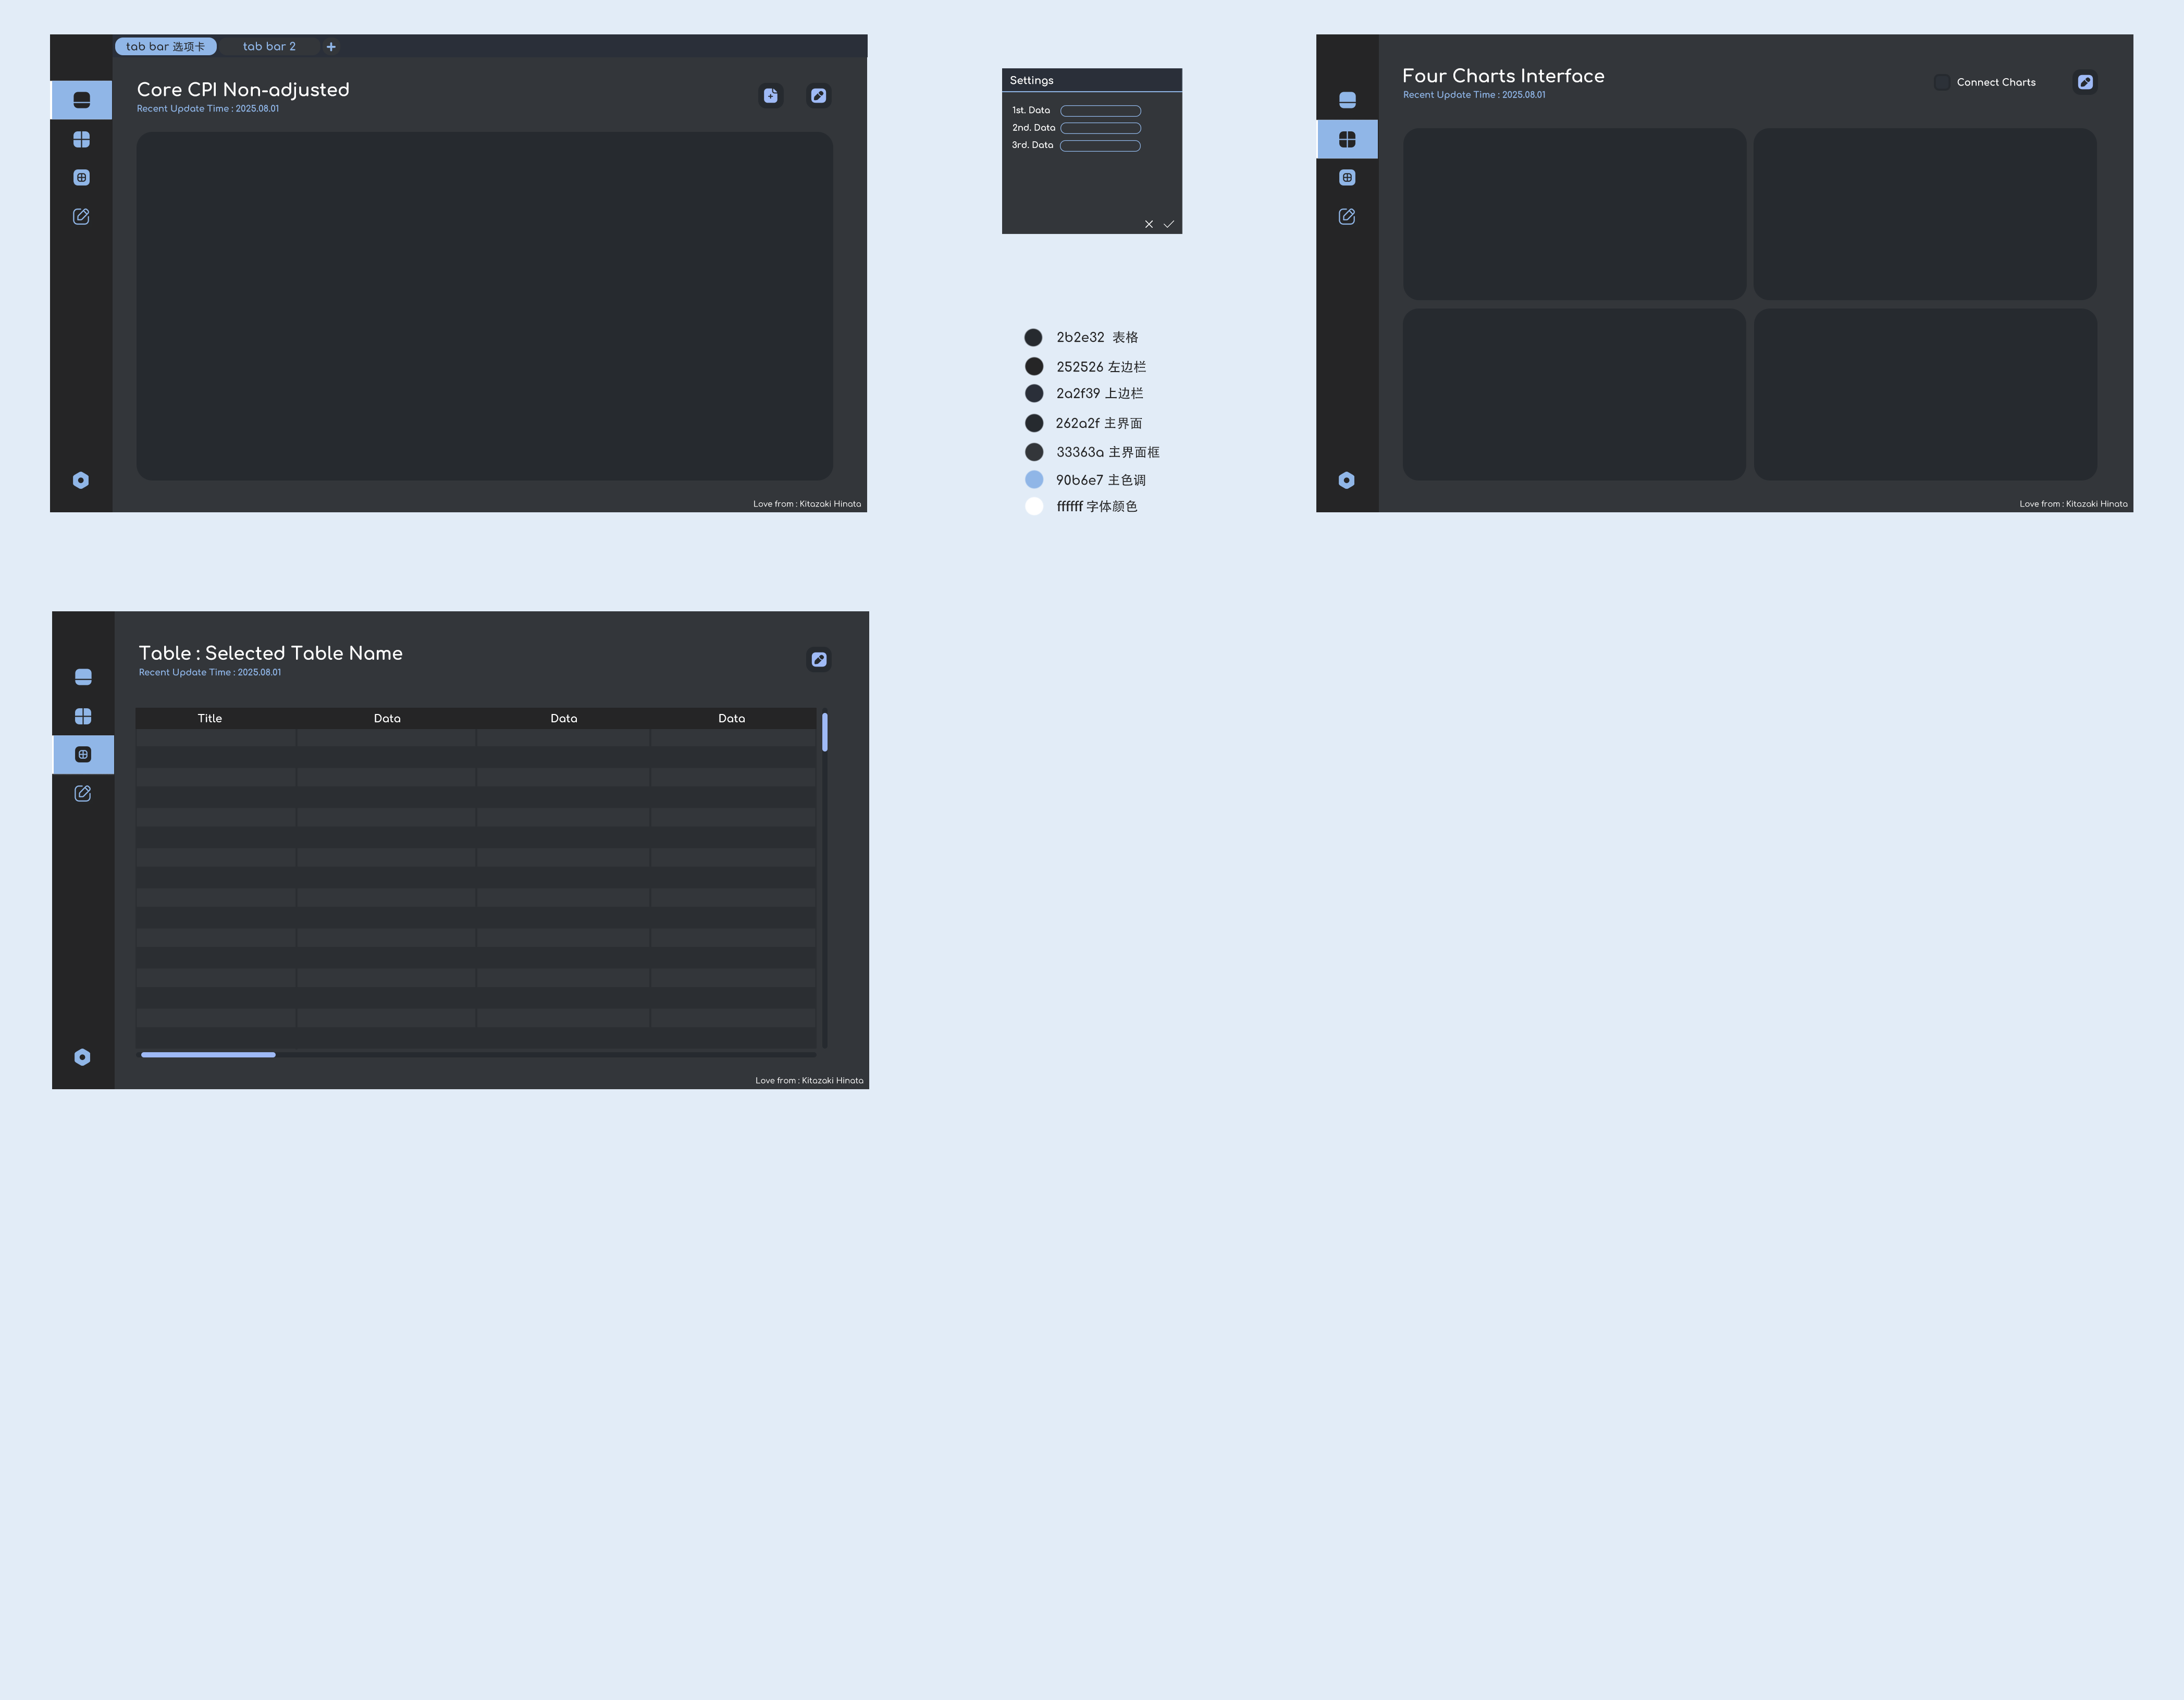 tab bar 选项卡
tab bar 2
Core CPI Non-adjusted
Recent Update Time : 2025.08.01
Love from : Kitazaki Hinata
Settings
1st. Data
2nd. Data
3rd. Data
2b2e32 表格
252526 左边栏
2a2f39 上边栏
262a2f 主界面
33363a 主界面框
90b6e7 主色调
ffffff 字体颜色
Four Charts Interface
Recent Update Time : 2025.08.01
Connect Charts
Love from : Kitazaki Hinata
Table : Selected Table Name
Recent Update Time : 2025.08.01
Title Data Data Data
Love from : Kitazaki Hinata